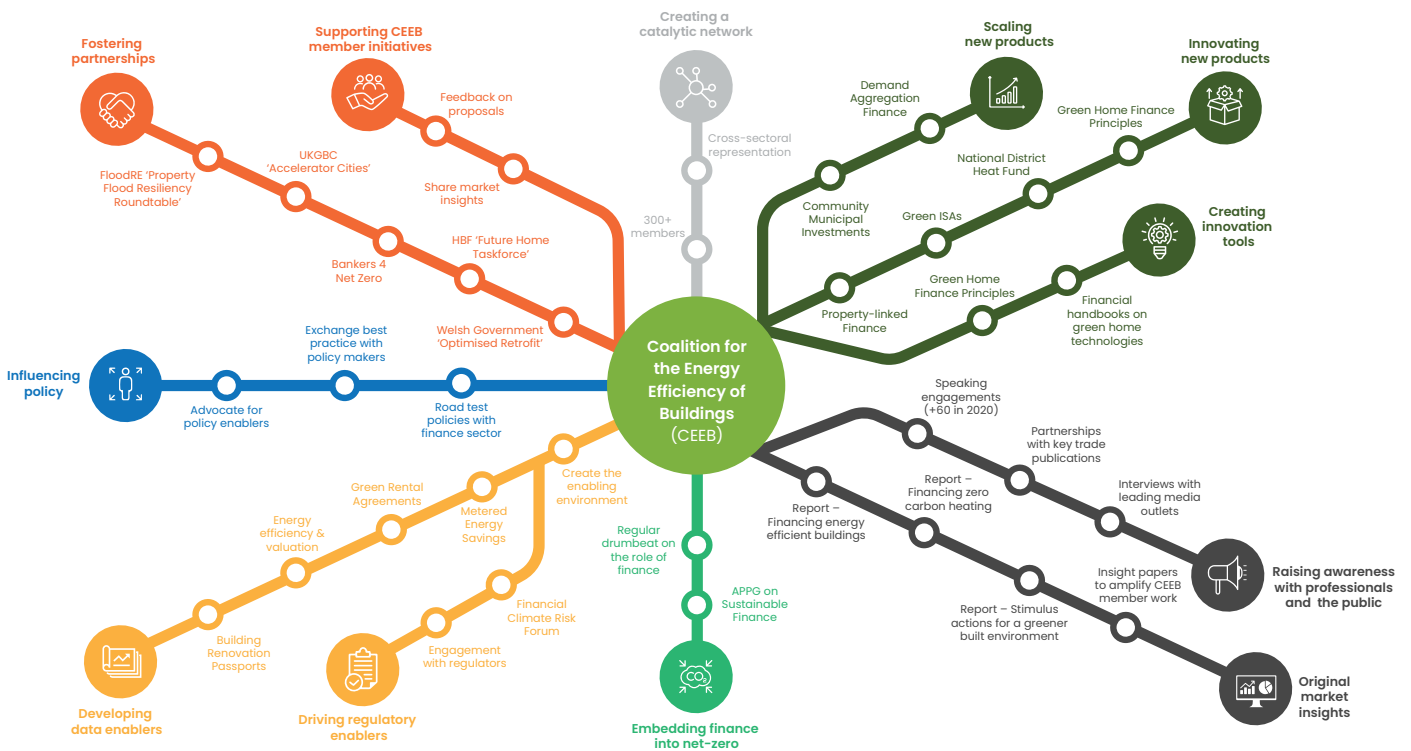 Fostering
partnerships
FloodRE ‘Property
Flood Resiliency
Roundtable’
UKGBC
‘Accelerator Cities’
Bankers 4
Net Zero
HBF ‘Future Home
Taskforce’
Welsh Government
‘Optimised Retrofit’
Supporting CEEB
member initiatives
Feedback on
proposals
Share market
insights
Creating a
catalytic network
Cross-sectoral
representation
300+
members
Scaling
new products
Demand
Aggregation
Finance
Community
Municipal
Investments
Innovating
new products
Green Home Finance
Principles
National District
Heat Fund
Green ISAs
Property-linked
Finance
Creating
innovation
tools
Green Home
Finance Principles
Financial
handbooks on
green home
technologies
Influencing
policy
Advocate for
policy enablers
Exchange best
practice with
policy makers
Road test
policies with
finance sector
Coalition for
the Energy
Efficiency of
Buildings
(CEEB)
Create the
enabling
environment
Metered
Energy
Savings
Green Rental
Agreements
Energy
efficiency &
valuation
Building
Renovation
Passports
Developing
data enablers
Financial
Climate Risk
Forum
Engagement
with regulators
Driving regulatory
enablers
Regular
drumbeat on
the role of
finance
APPG on
Sustainable
Finance
CO2
Embedding finance
into net-zero
Speaking
engagements
(+60 in 2020)
Partnerships
with key trade
publications
Interviews with
leading media
outlets
Raising awareness
with professionals
and the public
Report –
Financing energy
efficient buildings
Report –
Financing zero
carbon heating
Report – Stimulus
actions for a greener
built environment
Insight papers
to amplify CEEB
member work
Original
market
insights